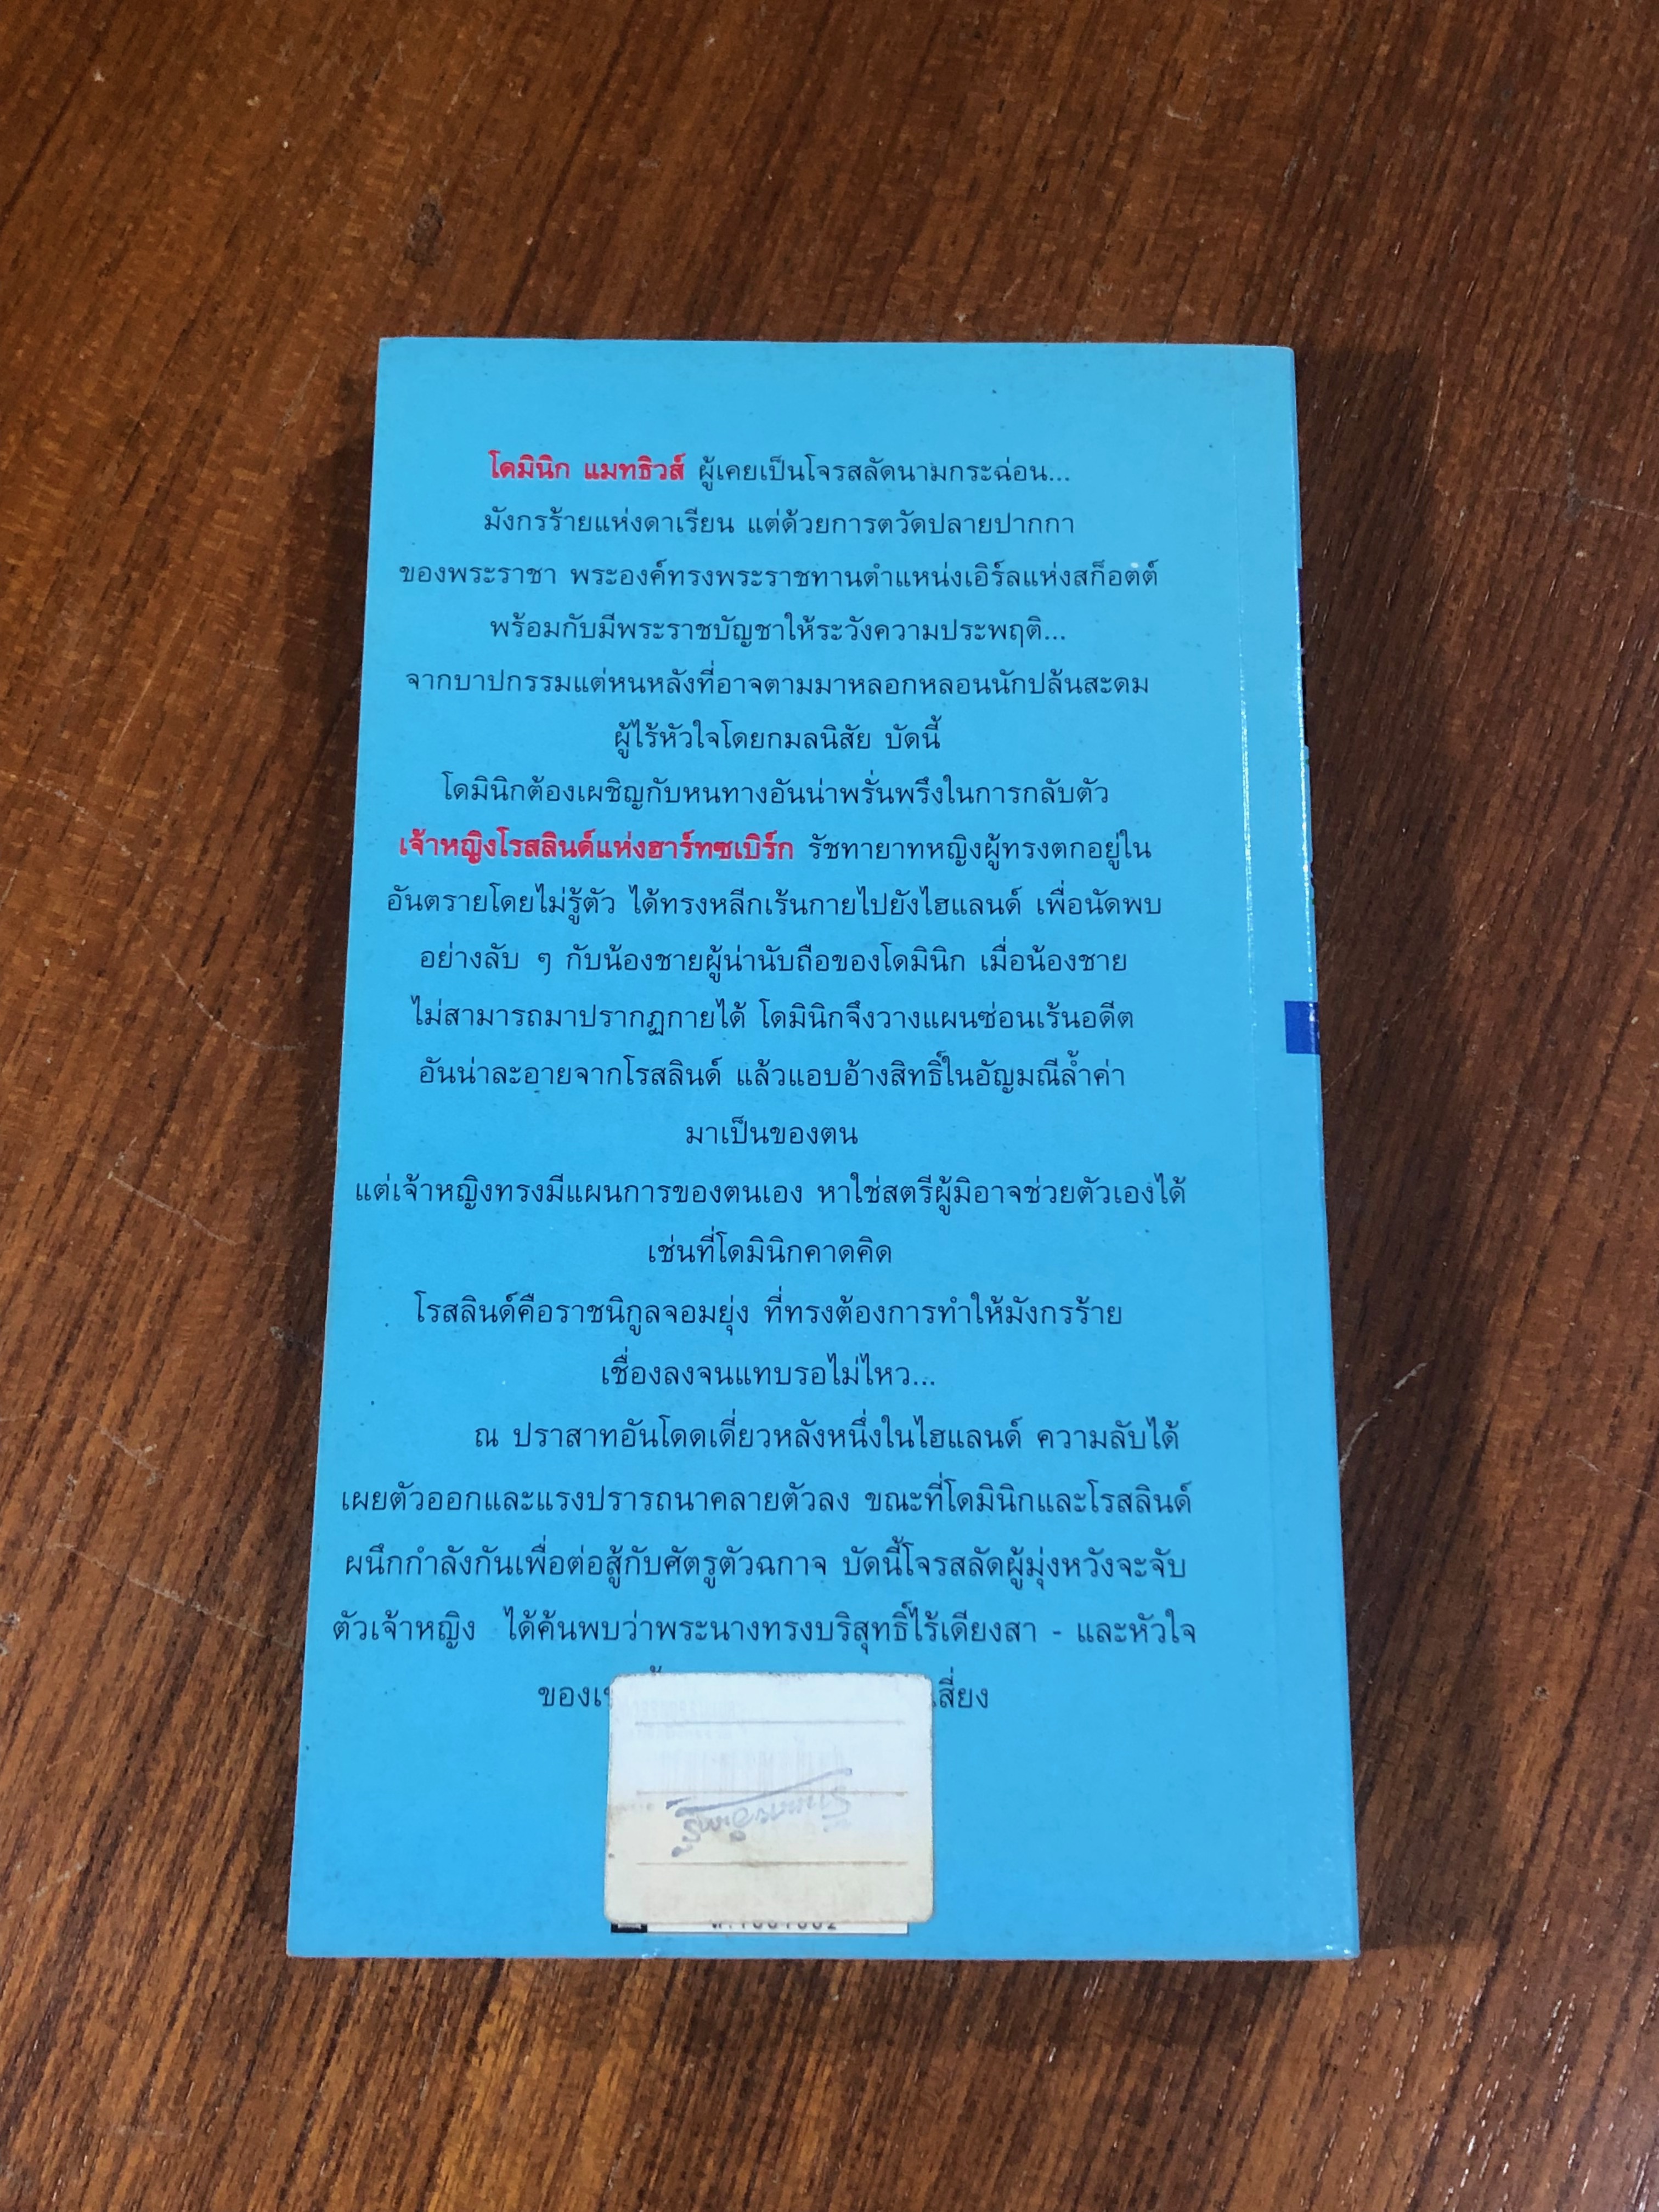 โดมินิก แมทธิวส์ ผู้เคยเป็นโจรสลัดนามกระฉ่อน...
มังกรร้ายแห่งดาเรียน แต่ด้วยการตวัดปลายปากกา
ของพระราชา พระองค์ทรงพระราชทานตำแหน่งเอิร์ลแห่งสก็อตต์
พร้อมกับมีพระราชบัญชาให้ระวังความประพฤติ...
จากบาปกรรมแต่หนหลังที่อาจตามมาหลอกหลอนนักปล้นสะดม
ผู้ไร้หัวใจโดยกมลนิสัย บัดนี้
โดมินิกต้องเผชิญกับหนทางอันน่าพรั่นพรึงในการกลับตัว
เจ้าหญิงโรสลินด์แห่งฮาร์ทซเบิร์ก รัชทายาทหญิงผู้ทรงตกอยู่ใน
อันตรายโดยไม่รู้ตัว ได้ทรงหลีกเร้นกายไปยังไฮแลนด์ เพื่อนัดพบ
อย่างลับ ๆ กับน้องชายผู้น่านับถือของโดมินิก เมื่อน้องชาย
ไม่สามารถมาปรากฏกายได้ โดมินิกจึงวางแผนซ่อนเร้นอดีต
อันน่าละอายจากโรสลินด์ แล้วแอบอ้างสิทธิ์ในอัญมณีล้ำค่า
มาเป็นของตน
แต่เจ้าหญิงทรงมีแผนการของตนเอง หาใช่สตรีผู้มิอาจช่วยตัวเองได้
เช่นที่โดมินิกคาดคิด
โรสลินด์คือราชนิกูลจอมยุ่ง ที่ทรงต้องการทำให้มังกรร้าย
เชื่องลงจนแทบรอไม่ไหว...
ณ ปราสาทอันโดดเดี่ยวหลังหนึ่งในไฮแลนด์ ความลับได้
เผยตัวออกและแรงปรารถนาคลายตัวลง ขณะที่โดมินิกและโรสลินด์
ผนึกกำลังกันเพื่อต่อสู้กับศัตรูตัวฉกาจ บัดนี้โจรสลัดผู้มุ่งหวังจะจับ
ตัวเจ้าหญิง ได้ค้นพบว่าพระนางทรงบริสุทธิ์ไร้เดียงสา - และหัวใจ
ของ เสี่ยง